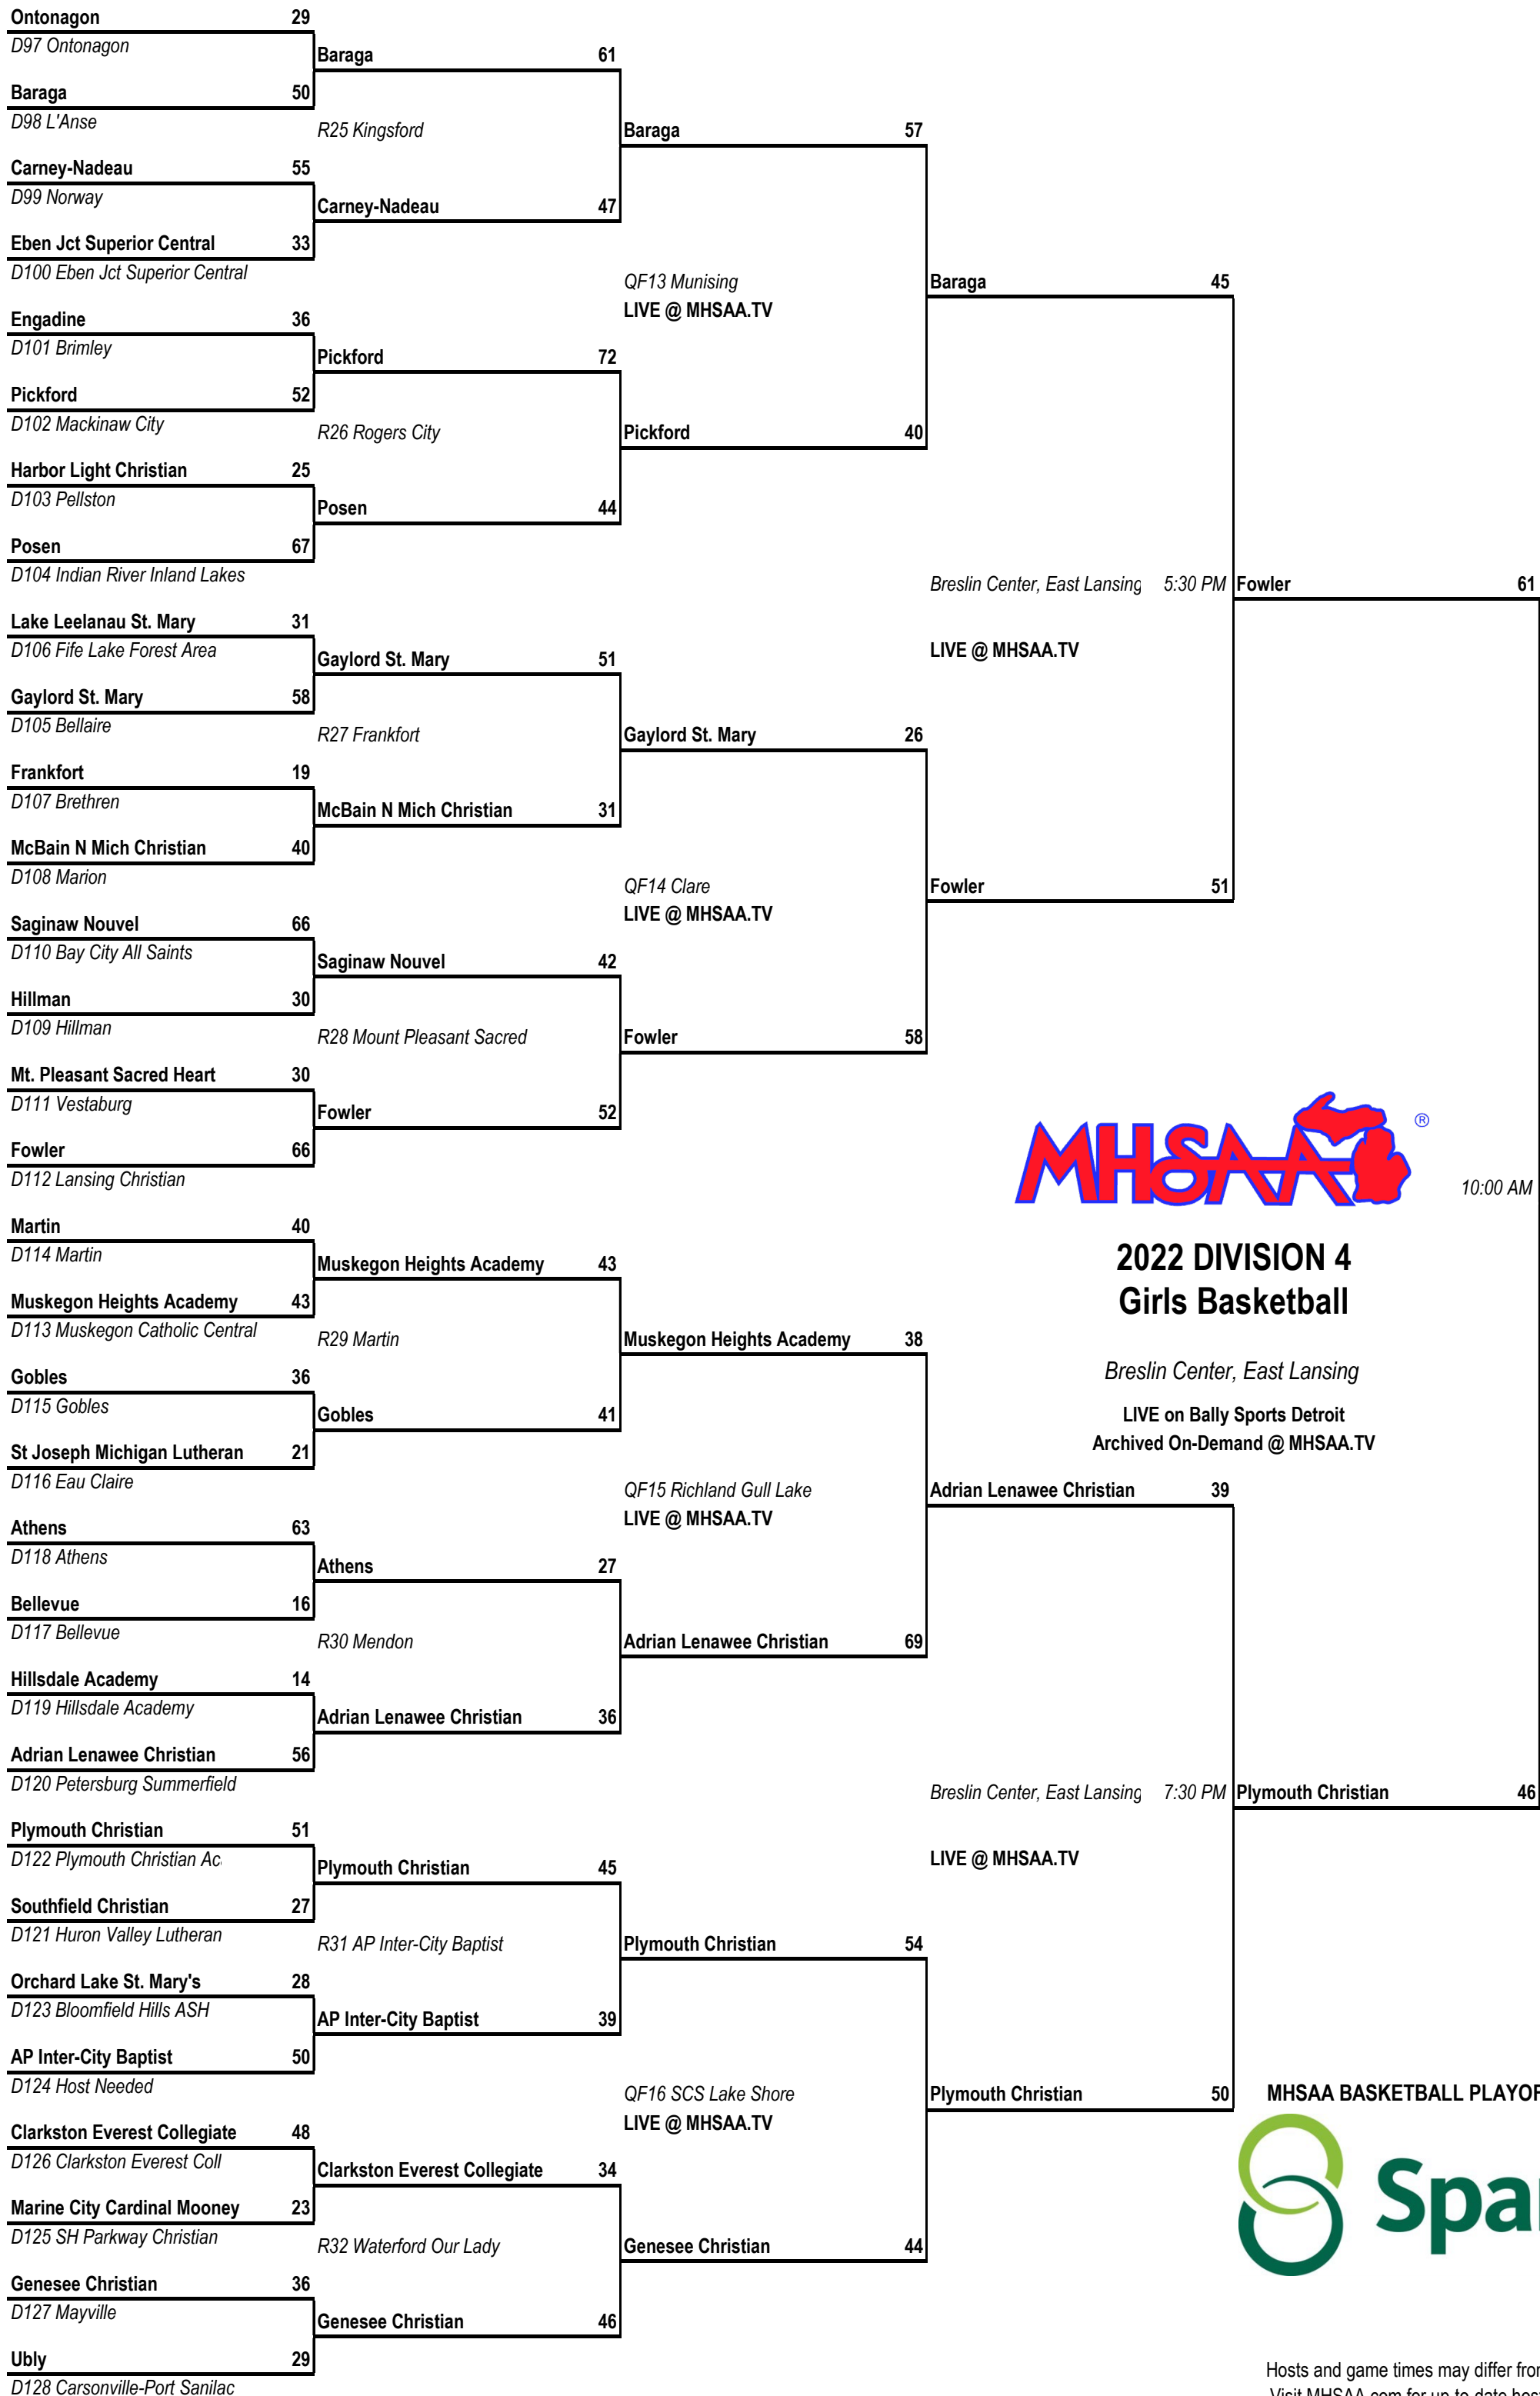 Ontonagon 29
D97 Ontonagon
Baraga 61
Baraga 50
D98 L'Anse
R25 Kingsford
Baraga 57
Carney-Nadeau 55
D99 Norway
Carney-Nadeau 47
Eben Jct Superior Central 33
D100 Eben Jct Superior Central
QF13 Munising
Baraga 45
LIVE @ MHSAA.TV
Engadine 36
D101 Brimley
Pickford 72
Pickford 52
D102 Mackinaw City
R26 Rogers City
Pickford 40
Harbor Light Christian 25
D103 Pellston
Posen 44
Posen 67
D104 Indian River Inland Lakes
Breslin Center, East Lansing 5:30 PM
Fowler 61
Lake Leelanau St. Mary 31
D106 Fife Lake Forest Area
LIVE @ MHSAA.TV
Gaylord St. Mary 51
Gaylord St. Mary 58
D105 Bellaire
R27 Frankfort
Gaylord St. Mary 26
Frankfort 19
D107 Brethren
McBain N Mich Christian 31
McBain N Mich Christian 40
D108 Marion
QF14 Clare
Fowler 51
LIVE @ MHSAA.TV
Saginaw Nouvel 66
D110 Bay City All Saints
Saginaw Nouvel 42
Hillman 30
D109 Hillman
R28 Mount Pleasant Sacred
Fowler 58
Mt. Pleasant Sacred Heart 30
D111 Vestaburg
Fowler 52
MHSAA ®
Fowler 66
D112 Lansing Christian
10:00 AM
Martin 40
D114 Martin
2022 DIVISION 4
Muskegon Heights Academy 43
Muskegon Heights Academy 43
Girls Basketball
D113 Muskegon Catholic Central
R29 Martin
Muskegon Heights Academy 38
Gobles 36
Breslin Center, East Lansing
D115 Gobles
Gobles 41
LIVE on Bally Sports Detroit
St Joseph Michigan Lutheran 21
Archived On-Demand @ MHSAA.TV
D116 Eau Claire
QF15 Richland Gull Lake
Adrian Lenawee Christian 39
LIVE @ MHSAA.TV
Athens 63
D118 Athens
Athens 27
Bellevue 16
D117 Bellevue
R30 Mendon
Adrian Lenawee Christian 69
Hillsdale Academy 14
D119 Hillsdale Academy
Adrian Lenawee Christian 36
Adrian Lenawee Christian 56
D120 Petersburg Summerfield
Breslin Center, East Lansing 7:30 PM
Plymouth Christian 46
Plymouth Christian 51
D122 Plymouth Christian Ac
LIVE @ MHSAA.TV
Plymouth Christian 45
Southfield Christian 27
D121 Huron Valley Lutheran
R31 AP Inter-City Baptist
Plymouth Christian 54
Orchard Lake St. Mary's 28
D123 Bloomfield Hills ASH
AP Inter-City Baptist 39
AP Inter-City Baptist 50
D124 Host Needed
QF16 SCS Lake Shore
Plymouth Christian 50
MHSAA BASKETBALL PLAYOF
LIVE @ MHSAA.TV
Clarkston Everest Collegiate 48
D126 Clarkston Everest Coll
Clarkston Everest Collegiate 34
Marine City Cardinal Mooney 23
Spa
D125 SH Parkway Christian
R32 Waterford Our Lady
Genesee Christian 44
Genesee Christian 36
D127 Mayville
Genesee Christian 46
Ubly 29
Hosts and game times may differ fro
D128 Carsonville-Port Sanilac
Visit MHSAA.com for up to date hos